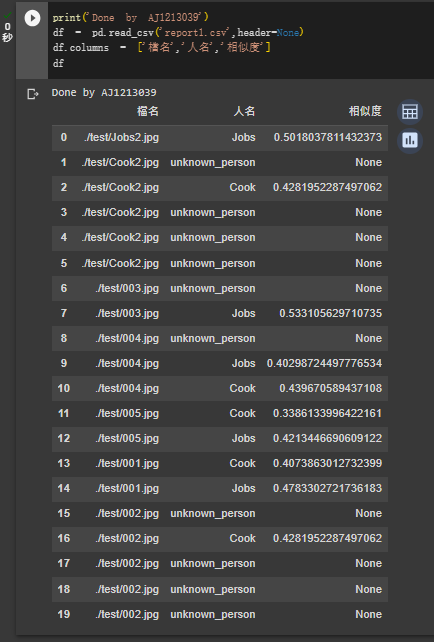 0
秒
print('Done by AJ1213039')
df = pd.read_csv('report1.csv',header=None)
df.columns = ['檔名','人名','相似度']
df
Done by AJ1213039
檔名 人名 相似度
0 ./test/Jobs2.jpg Jobs 0.5018037811432373
1 ./test/Cook2.jpg unknown_person None
2 ./test/Cook2.jpg Cook 0.4281952287497062
3 ./test/Cook2.jpg unknown_person None
4 ./test/Cook2.jpg unknown_person None
5 ./test/Cook2.jpg unknown_person None
6 ./test/003.jpg unknown_person None
7 ./test/003.jpg Jobs 0.533105629710735
8 ./test/004.jpg unknown_person None
9 ./test/004.jpg Jobs 0.40298724497776534
10 ./test/004.jpg Cook 0.439670589437108
11 ./test/005.jpg Cook 0.3386133996422161
12 ./test/005.jpg Jobs 0.4213446690609122
13 ./test/001.jpg Cook 0.4073863012732399
14 ./test/001.jpg Jobs 0.4783302721736183
15 ./test/002.jpg unknown_person None
16 ./test/002.jpg Cook 0.4281952287497062
17 ./test/002.jpg unknown_person None
18 ./test/002.jpg unknown_person None
19 ./test/002.jpg unknown_person None